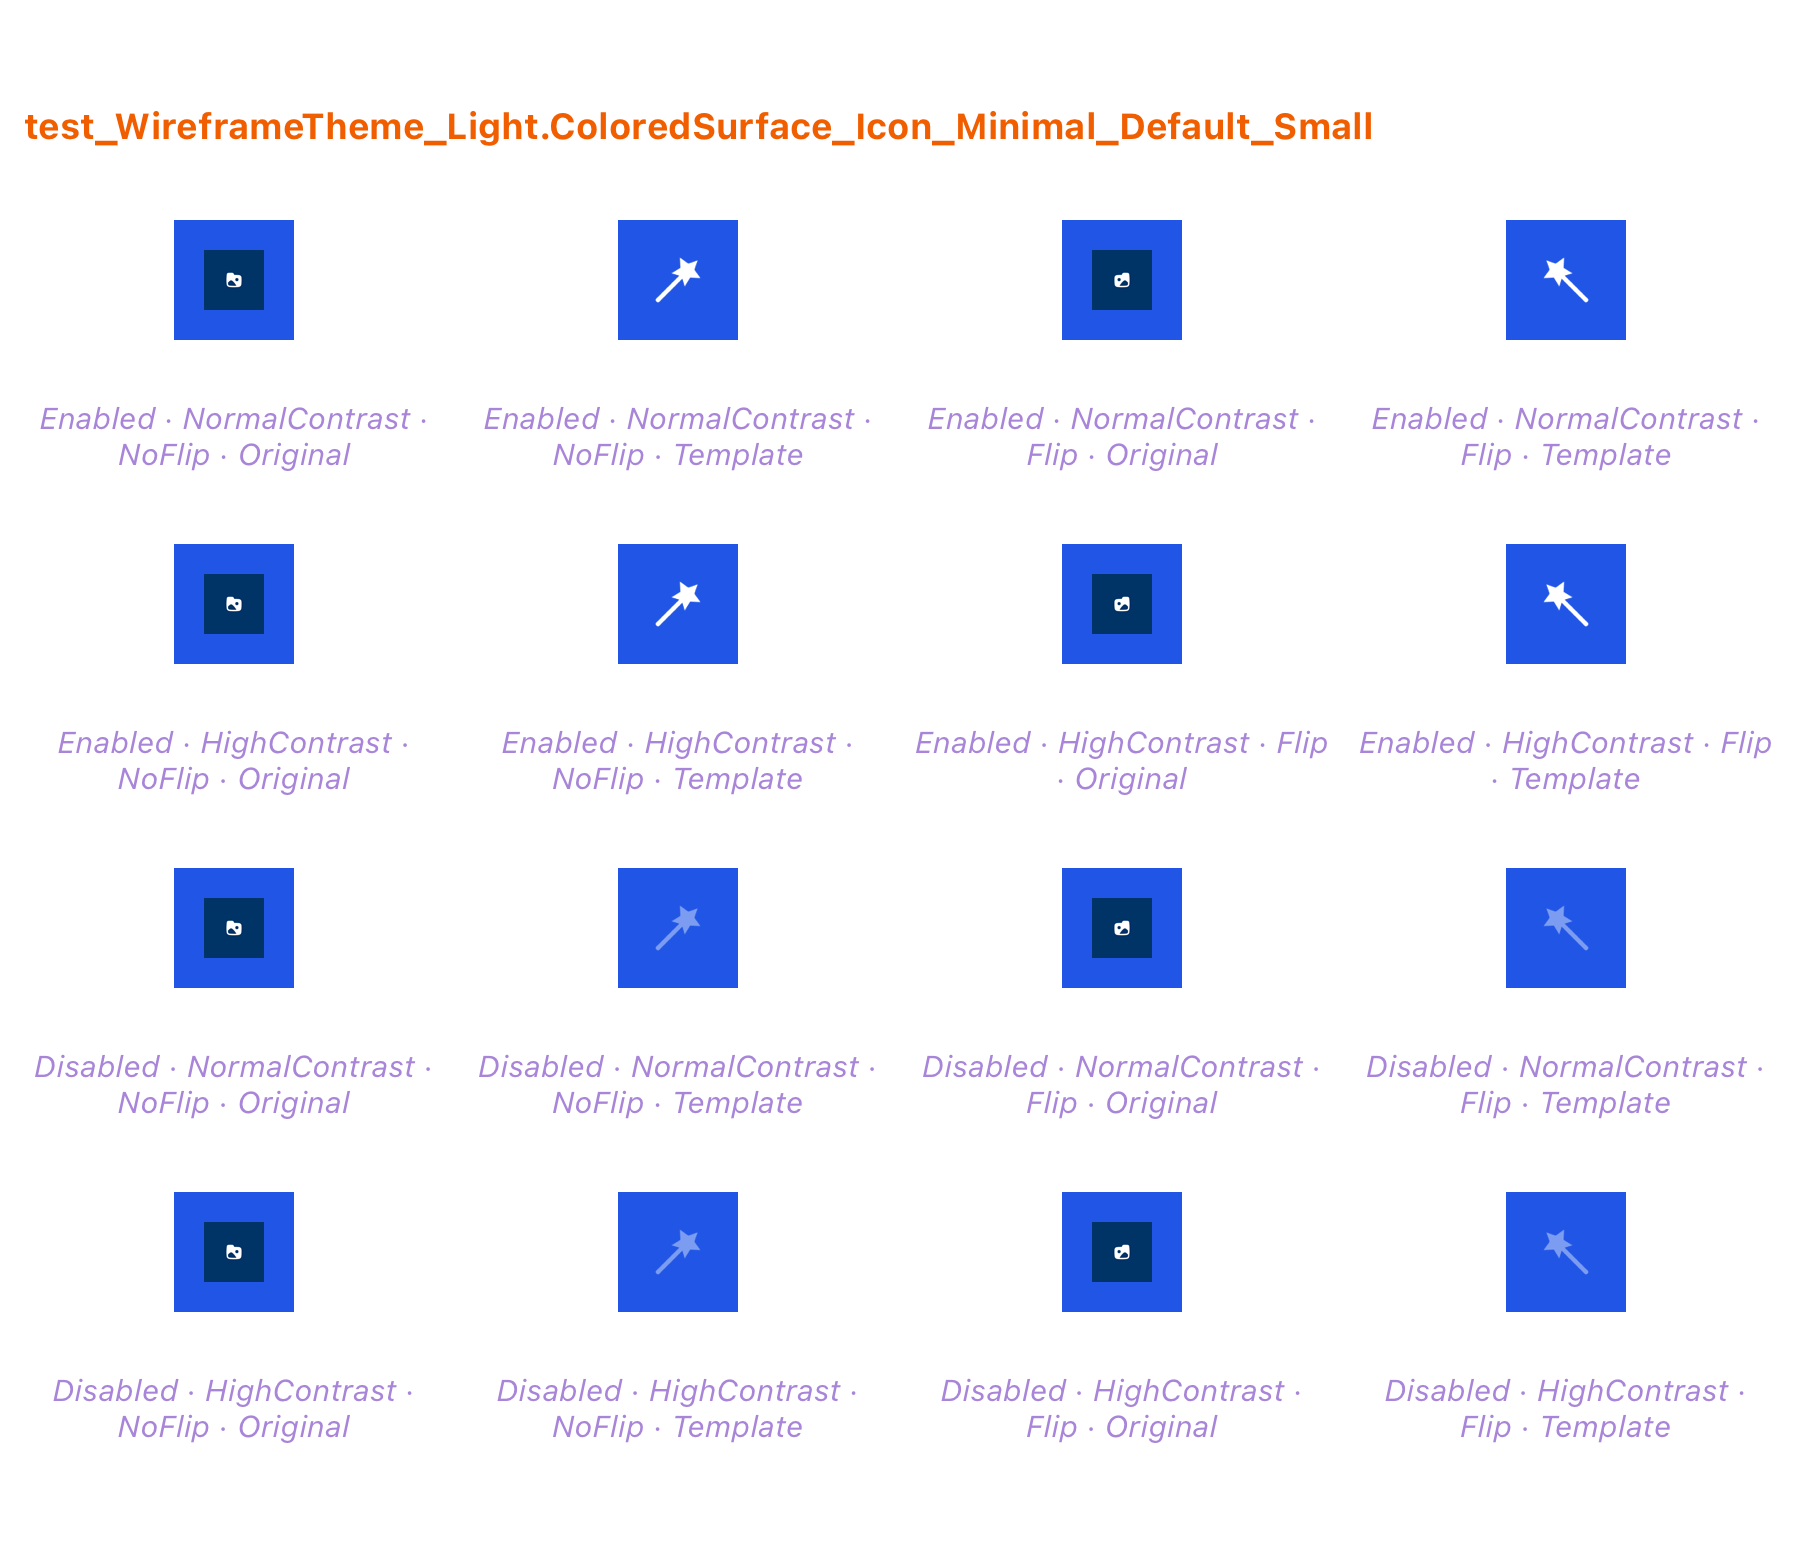 test_WireframeTheme_Light.ColoredSurface_Icon_Minimal_Default_Small
Enabled · NormalContrast ·
NoFlip · Original
Enabled · NormalContrast ·
NoFlip · Template
Enabled · NormalContrast ·
Flip · Original
Enabled · NormalContrast ·
Flip · Template
Enabled · HighContrast ·
NoFlip · Original
Enabled · HighContrast ·
NoFlip · Template
Enabled · HighContrast · Flip
· Original
Enabled · HighContrast · Flip
· Template
Disabled · NormalContrast ·
NoFlip · Original
Disabled · NormalContrast ·
NoFlip · Template
Disabled · NormalContrast ·
Flip · Original
Disabled · NormalContrast ·
Flip · Template
Disabled · HighContrast ·
NoFlip · Original
Disabled · HighContrast ·
NoFlip · Template
Disabled · HighContrast ·
Flip · Original
Disabled · HighContrast ·
Flip · Template